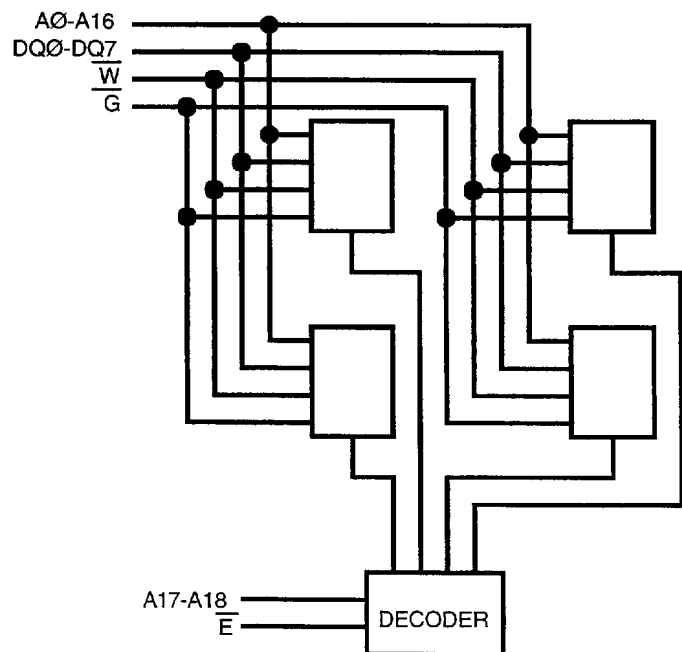 AØ-A16
DQØ-DQ7
W̅
G̅
A17-A18
E̅
DECODER